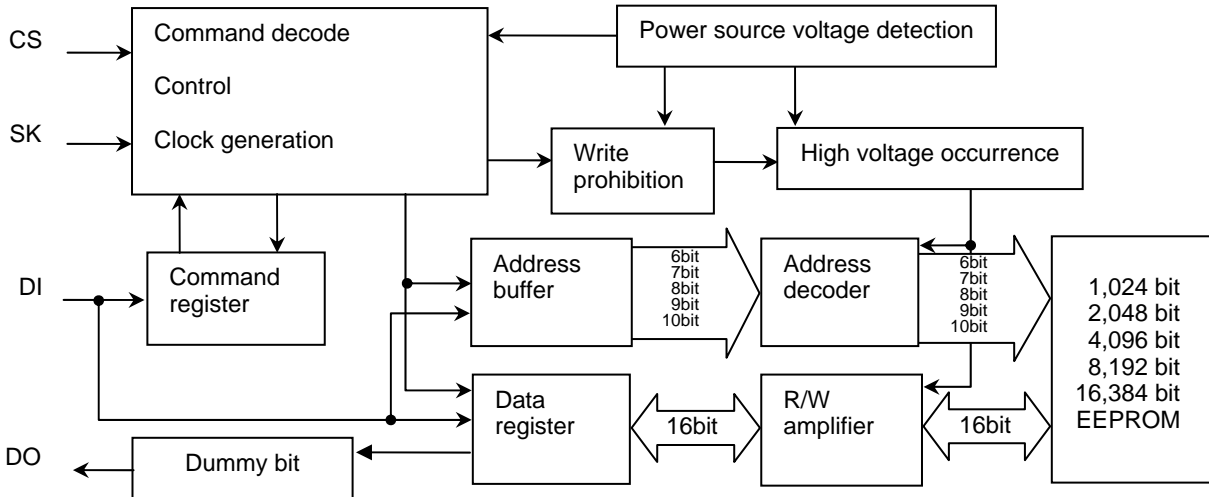 CS
SK
DI
DO
Command decode
Control
Clock generation
Power source voltage detection
Write
prohibition
High voltage occurrence
Command
register
Address
buffer
6bit
7bit
8bit
9bit
10bit
Address
decoder
6bit
7bit
8bit
9bit
10bit
1,024 bit
2,048 bit
4,096 bit
8,192 bit
16,384 bit
EEPROM
Data
register
16bit
R/W
amplifier
16bit
Dummy bit